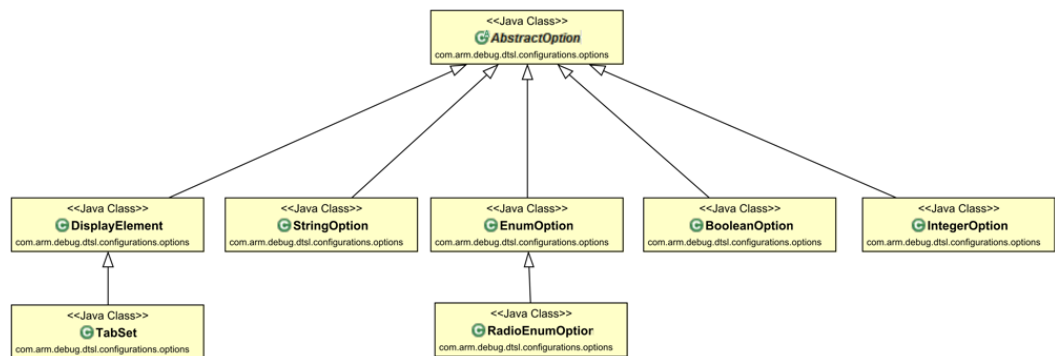 <<Java Class>>
AbstractOption
com.arm.debug.dtsl.configurations.options
<<Java Class>>
DisplayElement
com.arm.debug.dtsl.configurations.options
<<Java Class>>
StringOption
com.arm.debug.dtsl.configurations.options
<<Java Class>>
EnumOption
com.arm.debug.dtsl.configurations.options
<<Java Class>>
BooleanOption
com.arm.debug.dtsl.configurations.options
<<Java Class>>
IntegerOption
com.arm.debug.dtsl.configurations.options
<<Java Class>>
TabSet
com.arm.debug.dtsl.configurations.options
<<Java Class>>
RadioEnumOption
com.arm.debug.dtsl.configurations.options